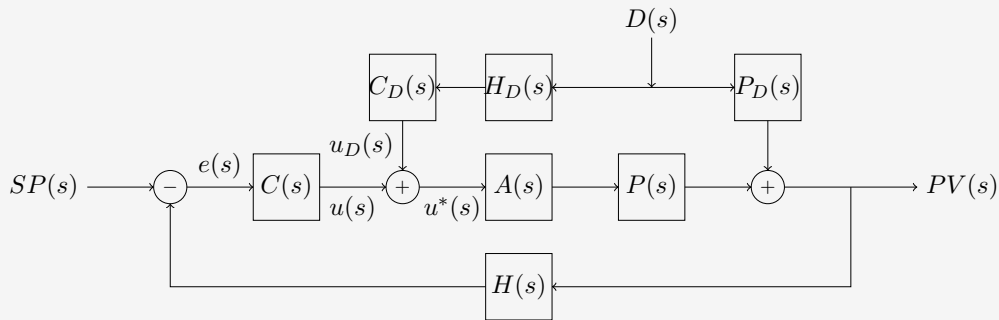 D(s)
C_D(s) H_D(s) P_D(s)
u_D(s)
SP(s) − e(s) C(s) u(s) + u*(s) A(s) P(s) + PV(s)
H(s)